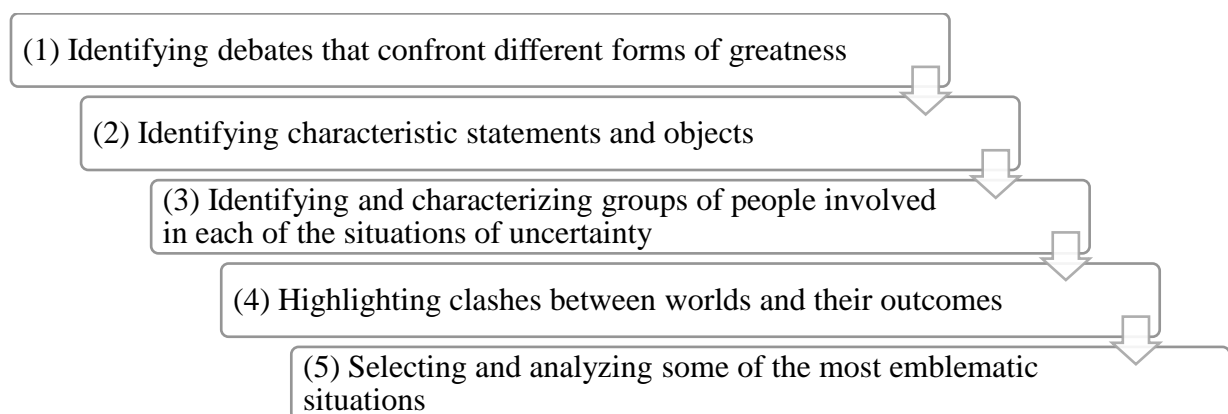 (1) Identifying debates that confront different forms of greatness
(2) Identifying characteristic statements and objects
(3) Identifying and characterizing groups of people involved
in each of the situations of uncertainty
(4) Highlighting clashes between worlds and their outcomes
(5) Selecting and analyzing some of the most emblematic
situations